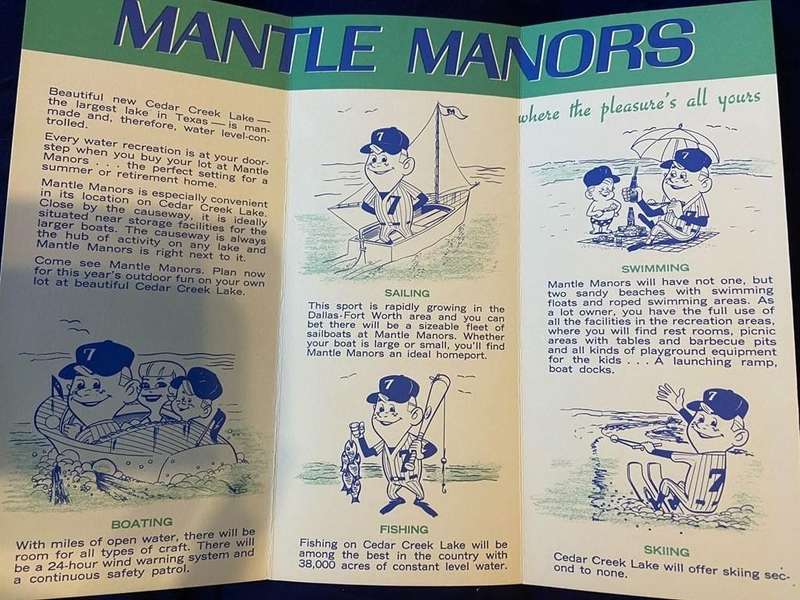 MANTLE MANORS
where the pleasure's all yours
Beautiful new Cedar Creek Lake —
the largest lake in Texas — is man-
made and, therefore, water level-con-
trolled.
Every water recreation is at your door-
step when you buy your lot at Mantle
Manors . . . the perfect setting for a
summer or retirement home.
Mantle Manors is especially convenient
in its location on Cedar Creek Lake.
Close by the causeway, it is ideally
situated near storage facilities for the
larger boats. The causeway is always
the hub of activity on any lake and
Mantle Manors is right next to it.
Come see Mantle Manors. Plan now
for this year's outdoor fun on your own
lot at beautiful Cedar Creek Lake.
7
BOATING
With miles of open water, there will be
room for all types of craft. There will
be a 24-hour wind warning system and
a continuous safety patrol.
M
7
7
SAILING
This sport is rapidly growing in the
Dallas-Fort Worth area and you can
bet there will be a sizeable fleet of
sailboats at Mantle Manors. Whether
your boat is large or small, you'll find
Mantle Manors an ideal homeport.
7
7
FISHING
Fishing on Cedar Creek Lake will be
among the best in the country with
38,000 acres of constant level water.
7
SWIMMING
Mantle Manors will have not one, but
two sandy beaches with swimming
floats and roped swimming areas. As
a lot owner, you have the full use of
all the facilities in the recreation areas,
where you will find rest rooms, picnic
areas with tables and barbecue pits
and all kinds of playground equipment
for the kids . . . A launching ramp,
boat docks.
7
7
SKIING
Cedar Creek Lake will offer skiing sec-
ond to none.